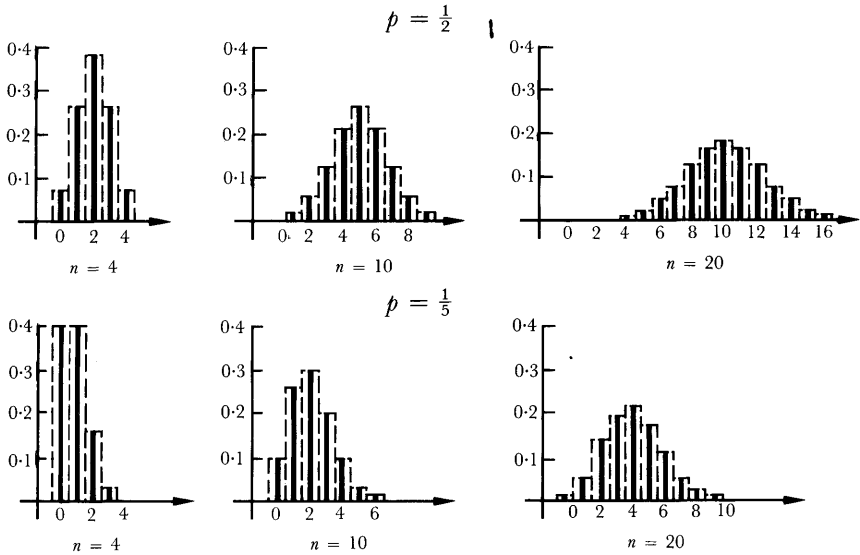 p = 1/2
0·4 0·4 0·4
0·3 0·3 0·3
0·2 0·2 0·2
0·1 0·1 0·1
0 2 4 0 2 4 6 8 0 2 4 6 8 10 12 14 16
n = 4 n = 10 n = 20
p = 1/5
0·4 0·4 0·4
0·3 0·3 0·3
0·2 0·2 0·2
0·1 0·1 0·1
0 2 4 0 2 4 6 0 2 4 6 8 10
n = 4 n = 10 n = 20